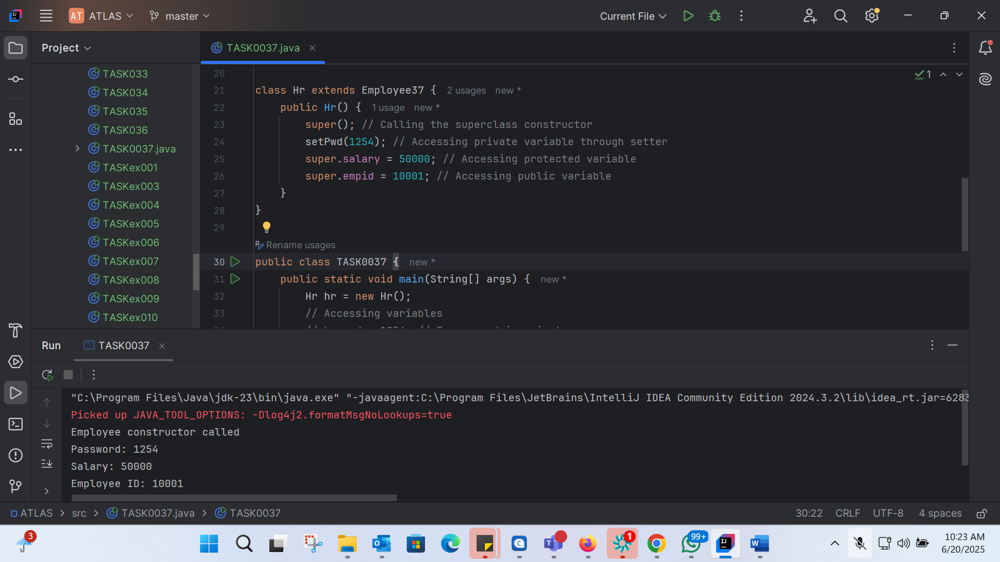 AT ATLAS master Current File
Project
TASK0037.java
TASK033
TASK034
TASK035
TASK036
TASK0037.java
TASKex001
TASKex003
TASKex004
TASKex005
TASKex006
TASKex007
TASKex008
TASKex009
TASKex010
1
20
21 class Hr extends Employee37 { 2 usages new *
22 public Hr() { 1 usage new *
23 super(); // Calling the superclass constructor
24 setPwd(1254); // Accessing private variable through setter
25 super.salary = 50000; // Accessing protected variable
26 super.empid = 10001; // Accessing public variable
27 }
28 }
29
Rename usages
30 public class TASK0037 { new *
31 public static void main(String[] args) { new *
32 Hr hr = new Hr();
33 // Accessing variables
Run TASK0037
"C:\Program Files\Java\jdk-23\bin\java.exe" "-javaagent:C:\Program Files\JetBrains\IntelliJ IDEA Community Edition 2024.3.2\lib\idea_rt.jar=6283
Picked up JAVA_TOOL_OPTIONS: -Dlog4j2.formatMsgNoLookups=true
Employee constructor called
Password: 1254
Salary: 50000
Employee ID: 10001
ATLAS > src > TASK0037.java > TASK0037 30:22 CRLF UTF-8 4 spaces
3
1
99+
10:23 AM
6/20/2025